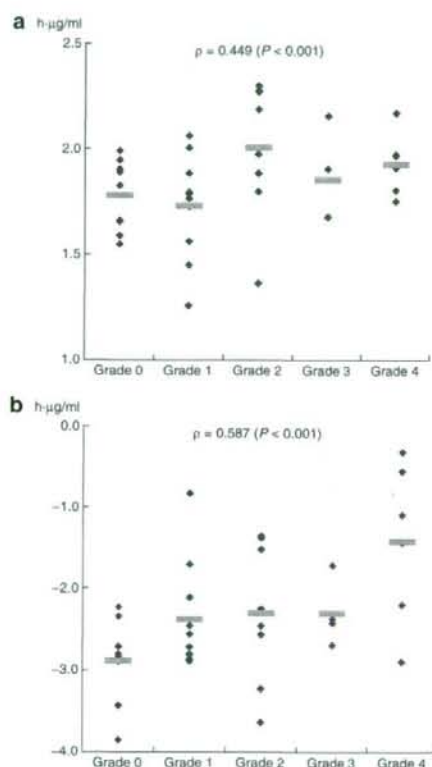 a h·μg/ml
ρ = 0.449 (P < 0.001)
2.5
2.0
1.5
1.0
Grade 0 Grade 1 Grade 2 Grade 3 Grade 4
b h·μg/ml
ρ = 0.587 (P < 0.001)
0.0
−1.0
−2.0
−3.0
−4.0
Grade 0 Grade 1 Grade 2 Grade 3 Grade 4